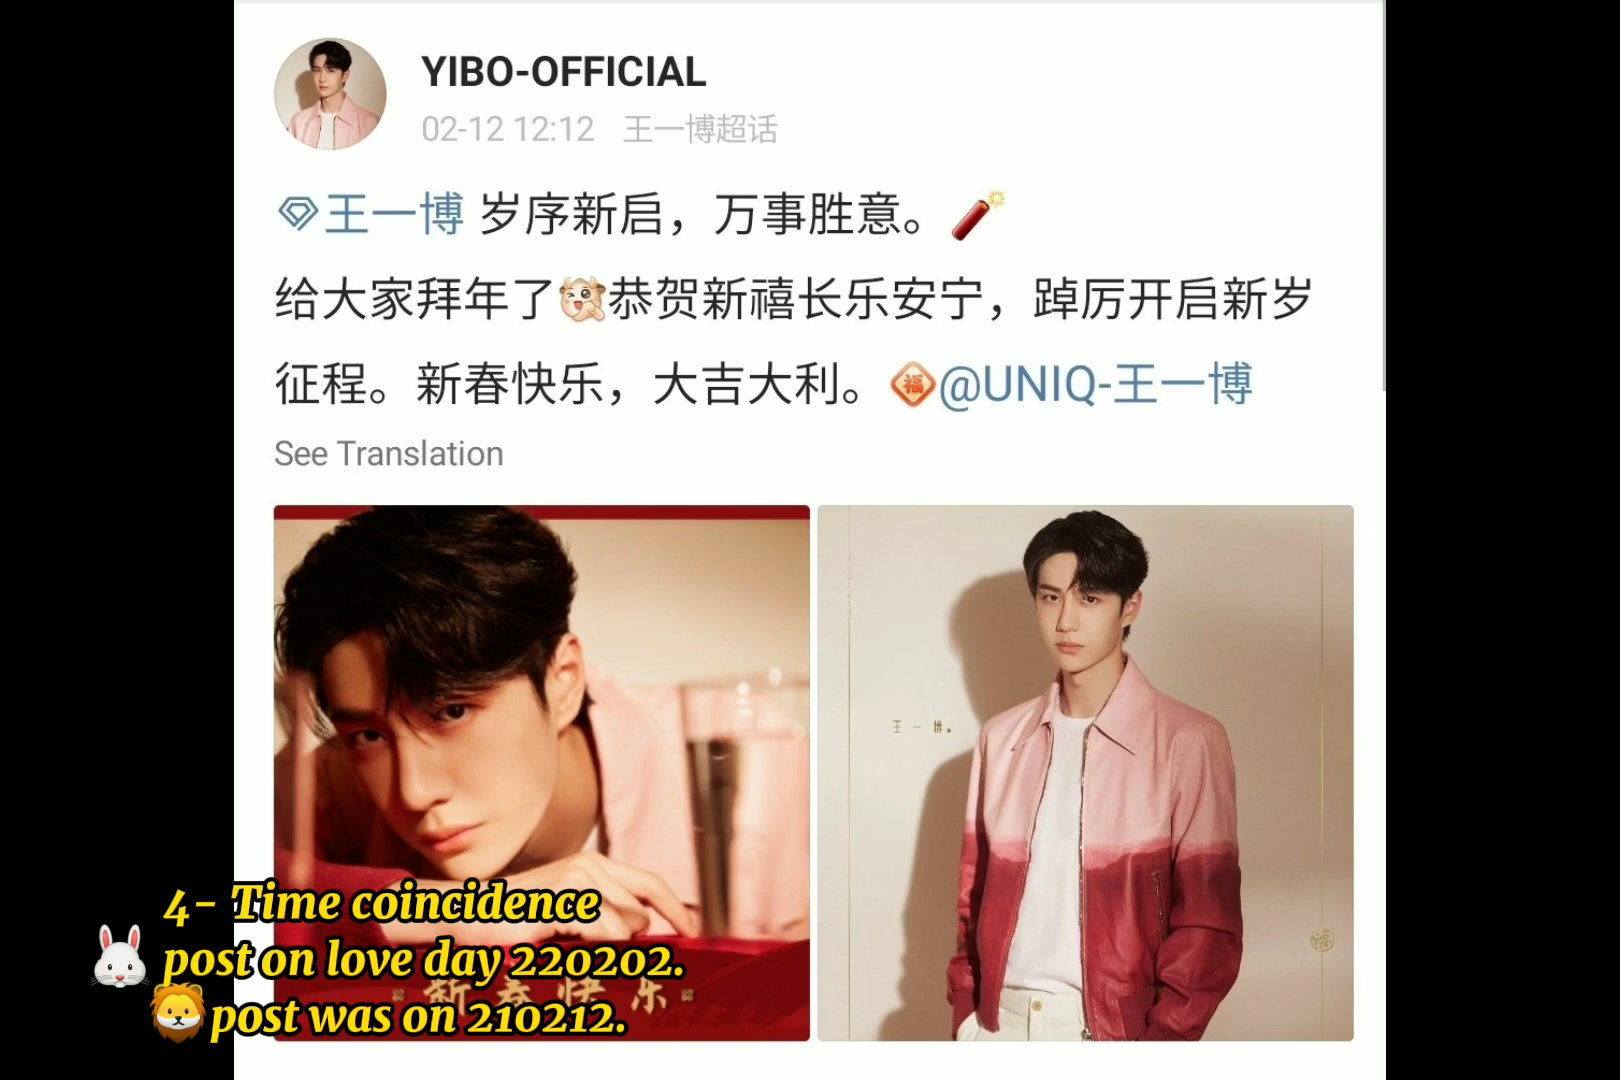 YIBO-OFFICIAL
02-12 12:12 王一博超话
王一博 岁序新启，万事胜意。
给大家拜年了恭贺新禧长乐安宁，踔厉开启新岁
征程。新春快乐，大吉大利。福@UNIQ-王一博
See Translation
王一博。
福
新春快乐
4- Time coincidence
post on love day 220202.
post was on 210212.